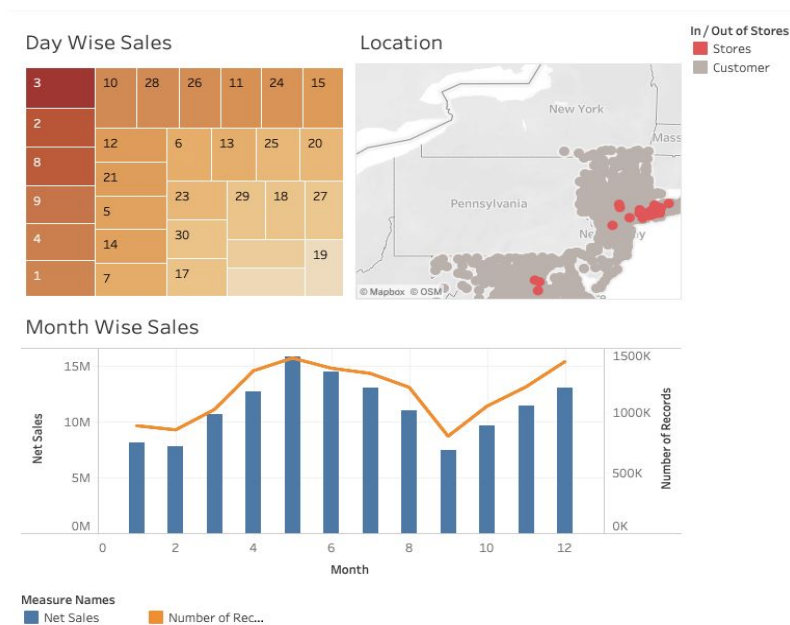 Day Wise Sales
3
2
8
9
4
1
10
28
26
11
24
15
12
21
5
14
7
6
13
25
20
23
30
17
29
18
27
19
Location
New York
Mass
Pennsylvania
© Mapbox © OSM
In / Out of Stores
Stores
Customer
Month Wise Sales
Net Sales
15M
10M
5M
0M
0
2
4
6
8
10
12
Month
1500K
1000K
500K
0K
Number of Records
Measure Names
Net Sales
Number of Rec...